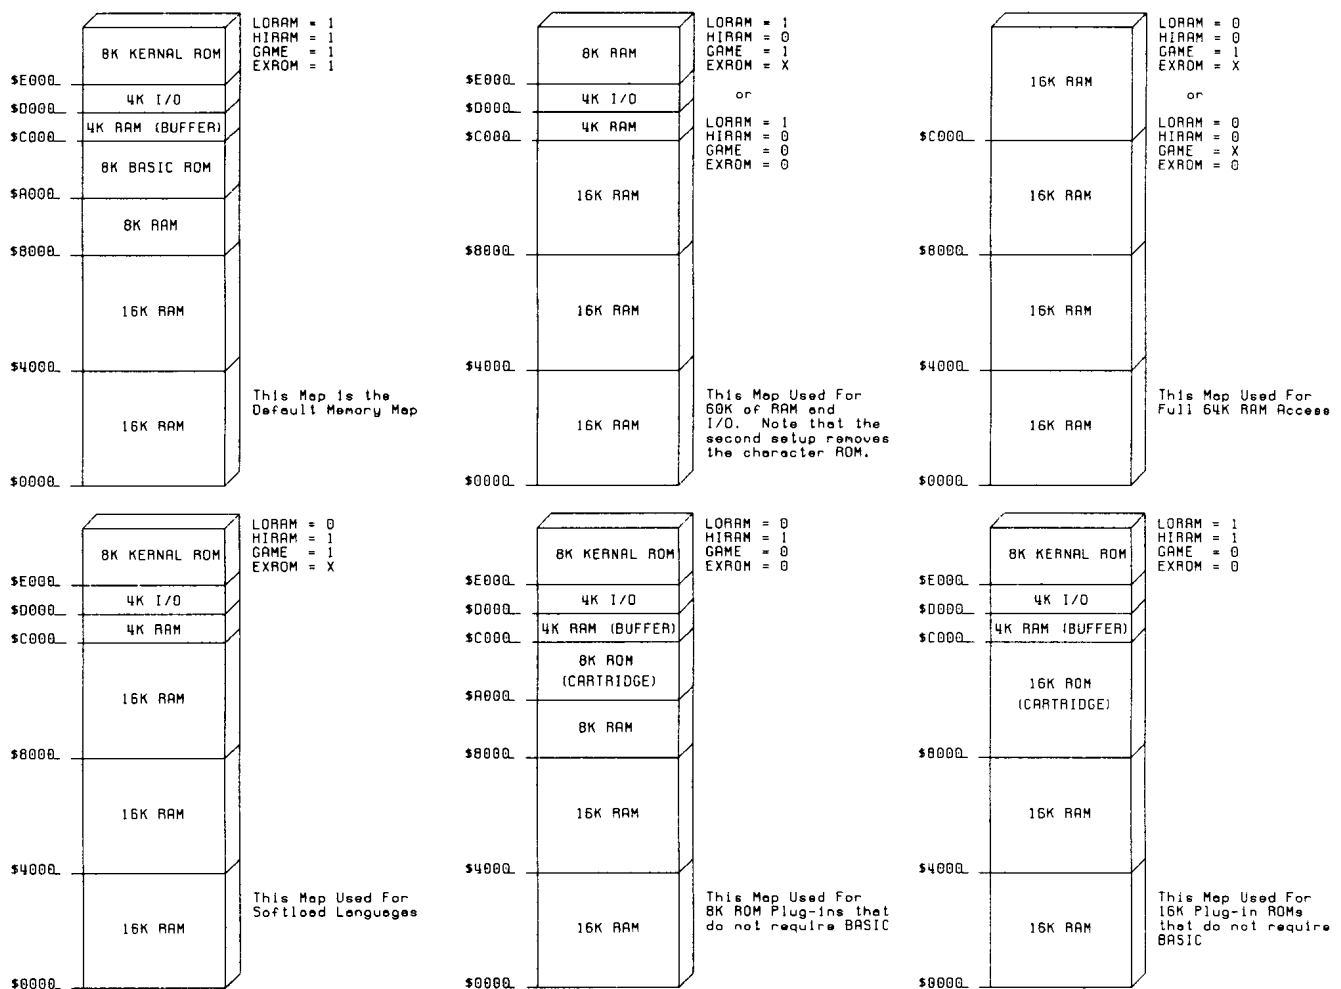 LORAM = 1
HIRAM = 1
GAME = 1
EXROM = 1
8K KERNAL ROM
$E000
4K I/O
$D000
4K RAM (BUFFER)
$C000
8K BASIC ROM
$A000
8K RAM
$8000
16K RAM
$4000
This Map is the
Default Memory Map
16K RAM
$0000
LORAM = 1
HIRAM = 0
GAME = 1
EXROM = X
or
LORAM = 1
HIRAM = 0
GAME = 0
EXROM = 0
8K RAM
$E000
4K I/O
$D000
4K RAM
$C000
16K RAM
$8000
16K RAM
$4000
This Map Used For
60K of RAM and
I/O. Note that the
second setup removes
the character ROM.
16K RAM
$0000
LORAM = 0
HIRAM = 0
GAME = 1
EXROM = X
or
LORAM = 0
HIRAM = 0
GAME = X
EXROM = 0
16K RAM
$C000
16K RAM
$8000
16K RAM
$4000
This Map Used For
Full 64K RAM Access
16K RAM
$0000
LORAM = 0
HIRAM = 1
GAME = 1
EXROM = X
8K KERNAL ROM
$E000
4K I/O
$D000
4K RAM
$C000
16K RAM
$8000
16K RAM
$4000
This Map Used For
Softload Languages
16K RAM
$0000
LORAM = 0
HIRAM = 1
GAME = 0
EXROM = 0
8K KERNAL ROM
$E000
4K I/O
$D000
4K RAM (BUFFER)
$C000
8K ROM
(CARTRIDGE)
$A000
8K RAM
$8000
16K RAM
$4000
This Map Used For
8K ROM Plug-ins that
do not require BASIC
16K RAM
$0000
LORAM = 1
HIRAM = 1
GAME = 0
EXROM = 0
8K KERNAL ROM
$E000
4K I/O
$D000
4K RAM (BUFFER)
$C000
16K ROM
(CARTRIDGE)
$8000
16K RAM
$4000
This Map Used For
16K Plug-in ROMs
that do not require
BASIC
16K RAM
$0000